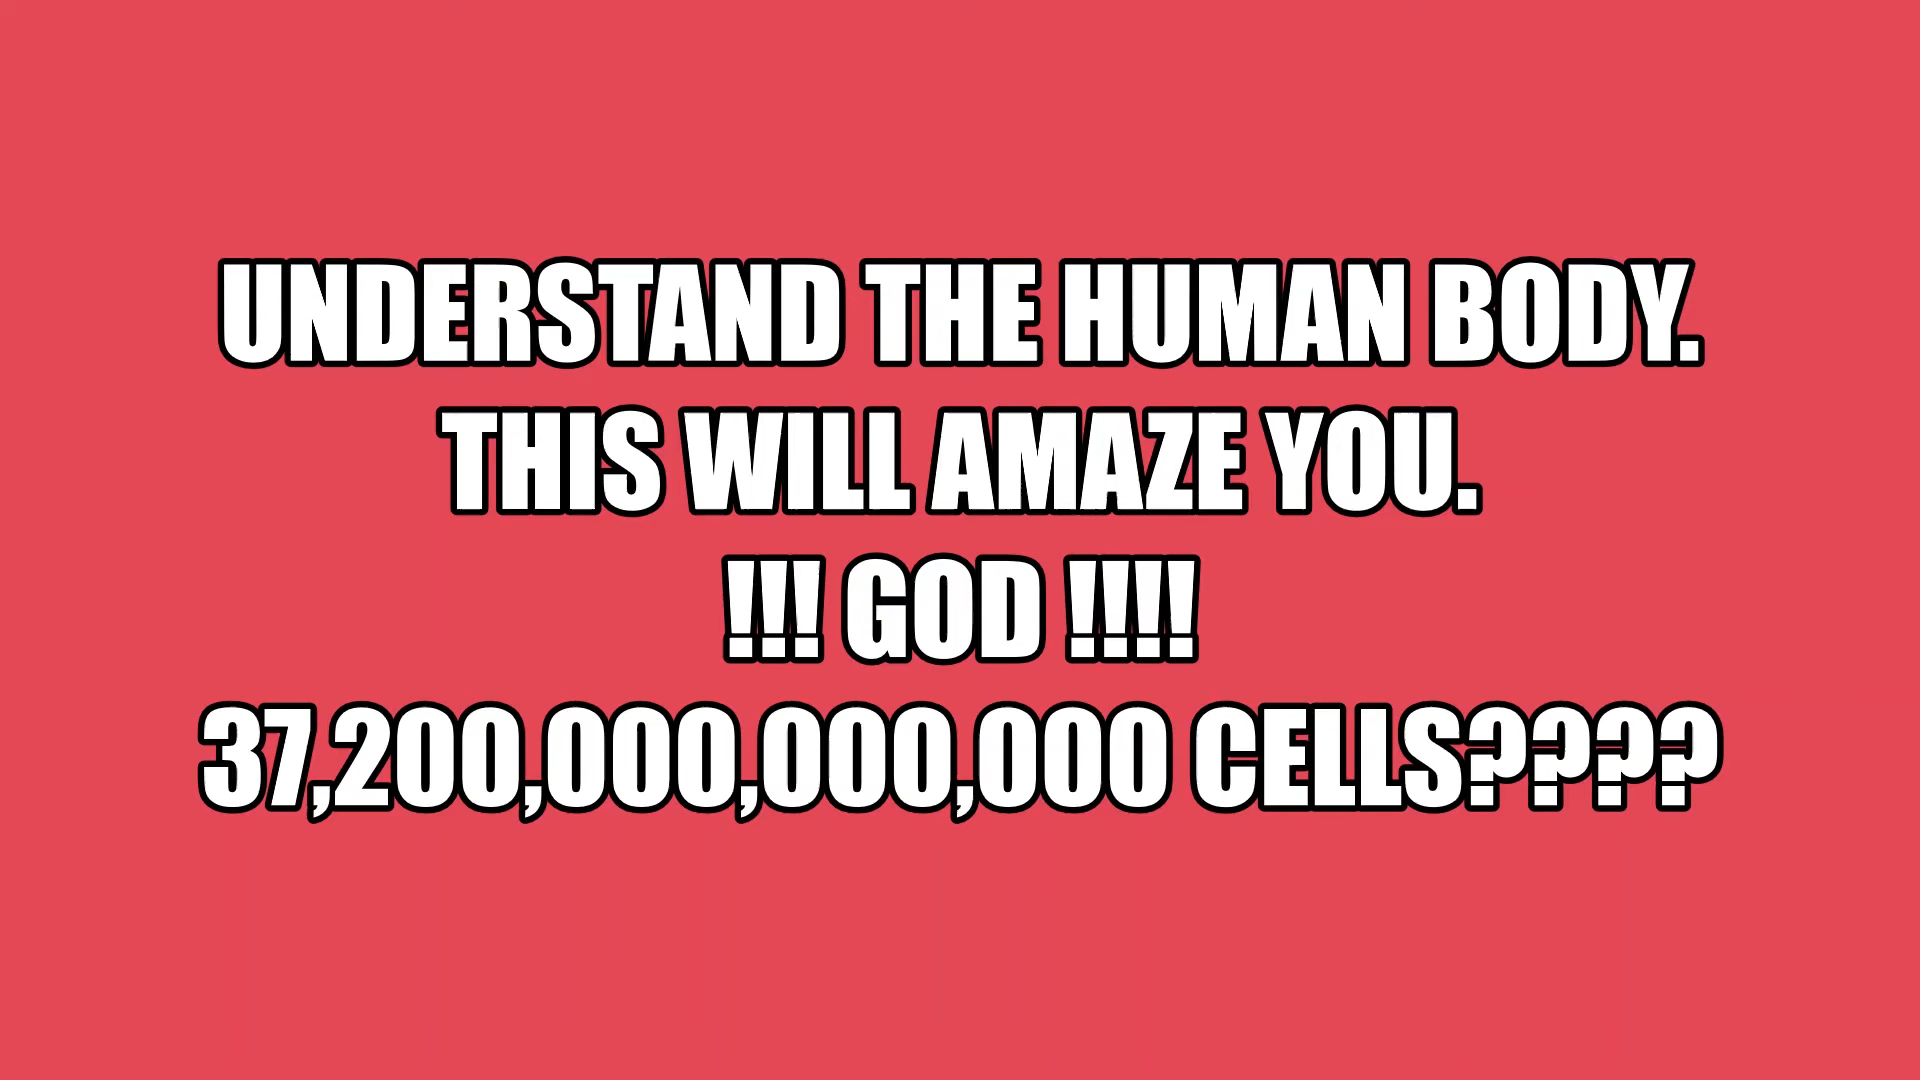 UNDERSTAND THE HUMAN BODY.
THIS WILL AMAZE YOU.
!!! GOD !!!!
37,200,000,000,000 CELLS????